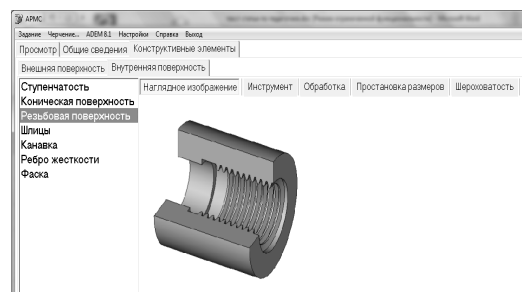 АРМС
Задание Черчение... ADEM 8.1 Настройки Справка Выход
Просмотр Общие сведения Конструктивные элементы
Внешняя поверхность Внутренняя поверхность
Ступенчатость
Коническая поверхность
Резьбовая поверхность
Шлицы
Канавка
Ребро жесткости
Фаска
Наглядное изображение Инструмент Обработка Простановка размеров Шероховатость